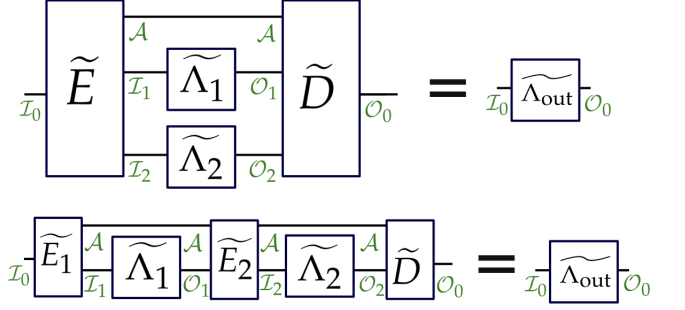 𝒜 𝒜
Ẽ ℐ₁ Λ̃₁ 𝒪₁ D̃ = Λ̃out
ℐ₀ 𝒪₀ ℐ₀ 𝒪₀
ℐ₂ Λ̃₂ 𝒪₂
Ẽ₁ 𝒜 Λ̃₁ 𝒜 Ẽ₂ 𝒜 Λ̃₂ 𝒜 D̃ = Λ̃out
ℐ₀ ℐ₁ 𝒪₁ ℐ₂ 𝒪₂ 𝒪₀ ℐ₀ 𝒪₀